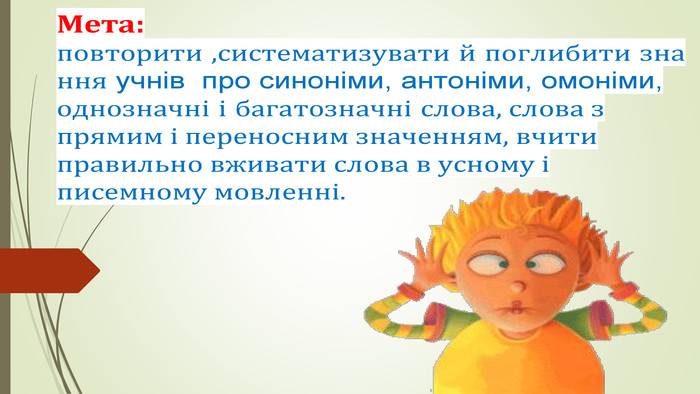 Мета:
повторити ,систематизувати й поглибити зна
ння учнів про синоніми, антоніми, омоніми,
однозначні і багатозначні слова, слова з
прямим і переносним значенням, вчити
правильно вживати слова в усному і
писемному мовленні.